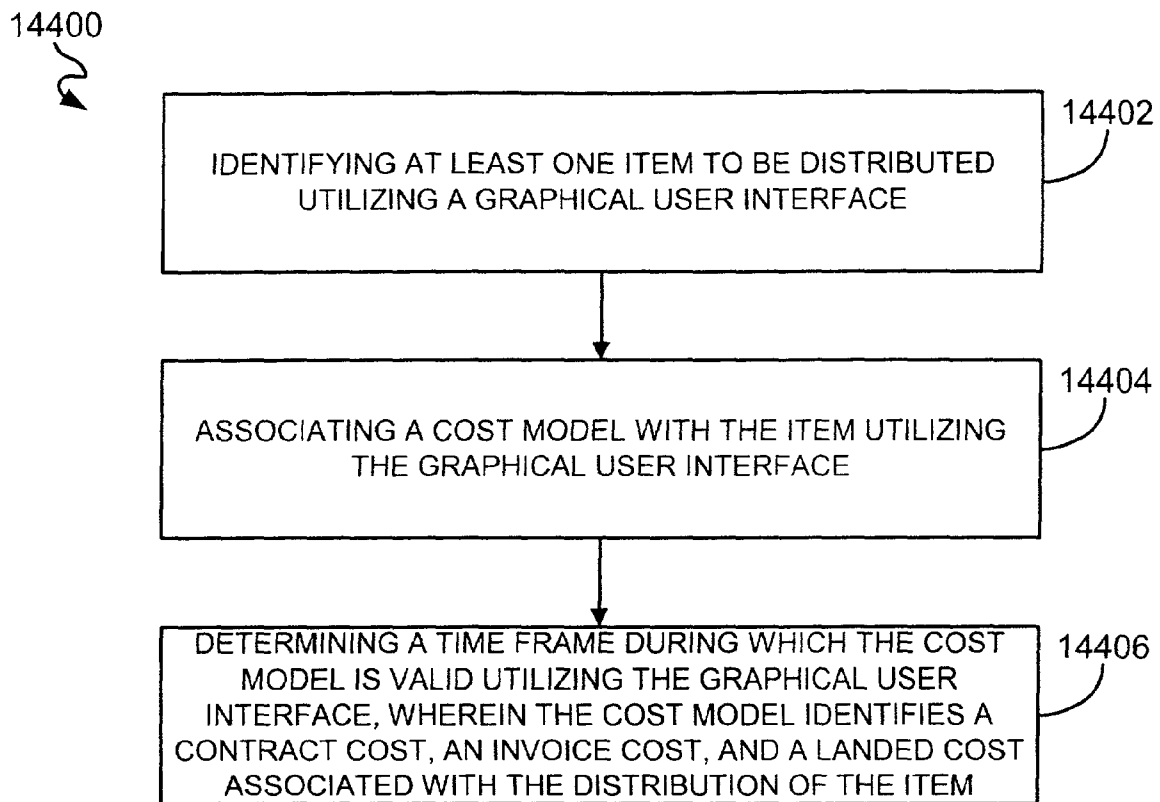 14400
14402
IDENTIFYING AT LEAST ONE ITEM TO BE DISTRIBUTED
UTILIZING A GRAPHICAL USER INTERFACE
14404
ASSOCIATING A COST MODEL WITH THE ITEM UTILIZING
THE GRAPHICAL USER INTERFACE
14406
DETERMINING A TIME FRAME DURING WHICH THE COST
MODEL IS VALID UTILIZING THE GRAPHICAL USER
INTERFACE, WHEREIN THE COST MODEL IDENTIFIES A
CONTRACT COST, AN INVOICE COST, AND A LANDED COST
ASSOCIATED WITH THE DISTRIBUTION OF THE ITEM